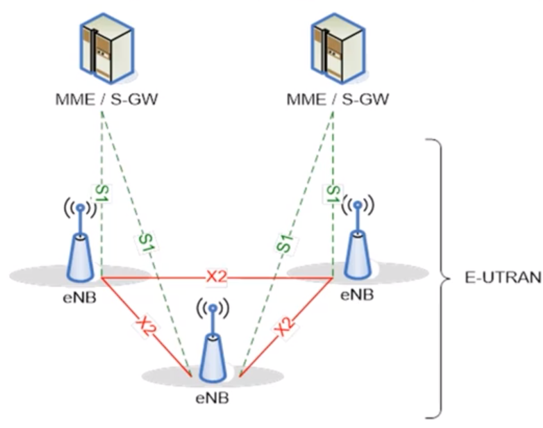 MME / S-GW
MME / S-GW
S1
S1
S1
S1
X2
E-UTRAN
eNB
eNB
X2
X2
eNB